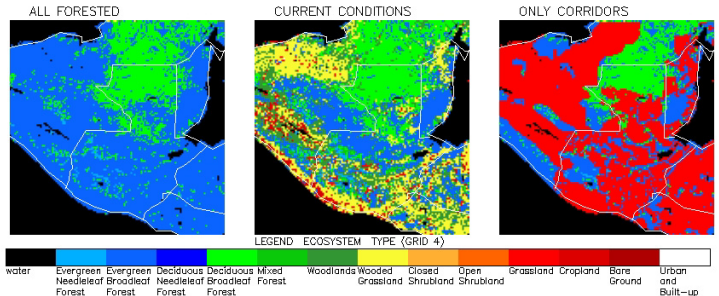 ALL FORESTED
CURRENT CONDITIONS
ONLY CORRIDORS
LEGEND ECOSYSTEM TYPE (GRID 4)
water
Evergreen Needleleaf Forest
Evergreen Broadleaf Forest
Deciduous Needleleaf Forest
Deciduous Broadleaf Forest
Mixed Forest
Woodlands
Wooded Grassland
Closed Shrubland
Open Shrubland
Grassland
Cropland
Bare Ground
Urban and Built-up